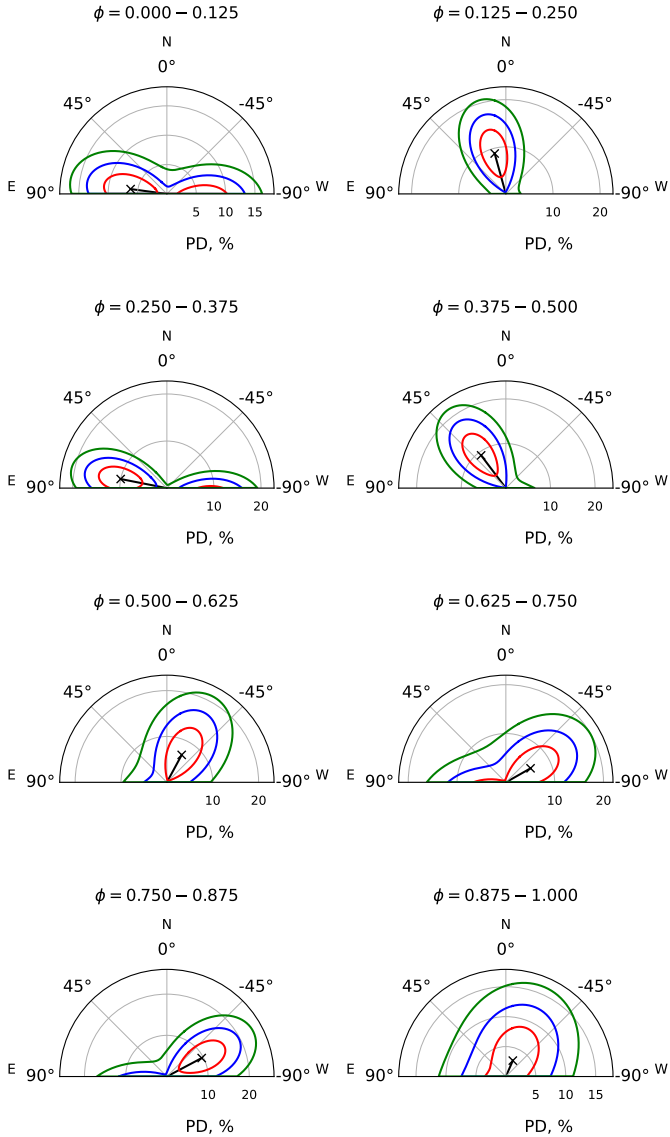 ϕ = 0.000 − 0.125
N
0°
45° -45°
E 90° -90° W
5 10 15
PD, %
ϕ = 0.125 − 0.250
N
0°
45° -45°
E 90° -90° W
10 20
PD, %
ϕ = 0.250 − 0.375
N
0°
45° -45°
E 90° -90° W
10 20
PD, %
ϕ = 0.375 − 0.500
N
0°
45° -45°
E 90° -90° W
10 20
PD, %
ϕ = 0.500 − 0.625
N
0°
45° -45°
E 90° -90° W
10 20
PD, %
ϕ = 0.625 − 0.750
N
0°
45° -45°
E 90° -90° W
10 20
PD, %
ϕ = 0.750 − 0.875
N
0°
45° -45°
E 90° -90° W
10 20
PD, %
ϕ = 0.875 − 1.000
N
0°
45° -45°
E 90° -90° W
5 10 15
PD, %